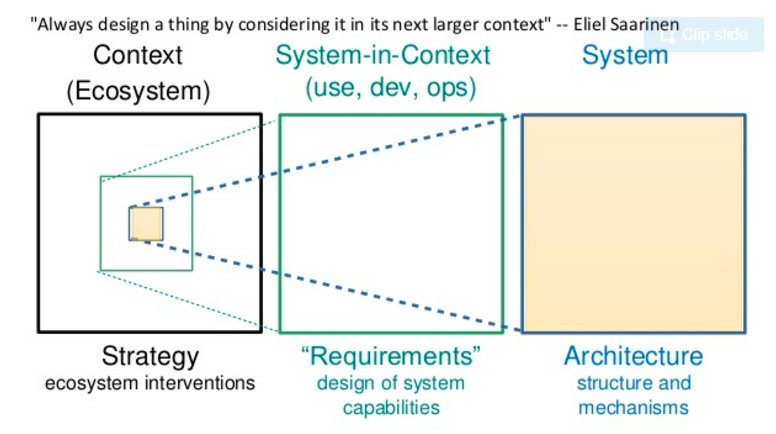 "Always design a thing by considering it in its next larger context" -- Eliel Saarinen
Clip slide
Context
(Ecosystem)
System-in-Context
(use, dev, ops)
System
Strategy
ecosystem interventions
“Requirements”
design of system
capabilities
Architecture
structure and
mechanisms